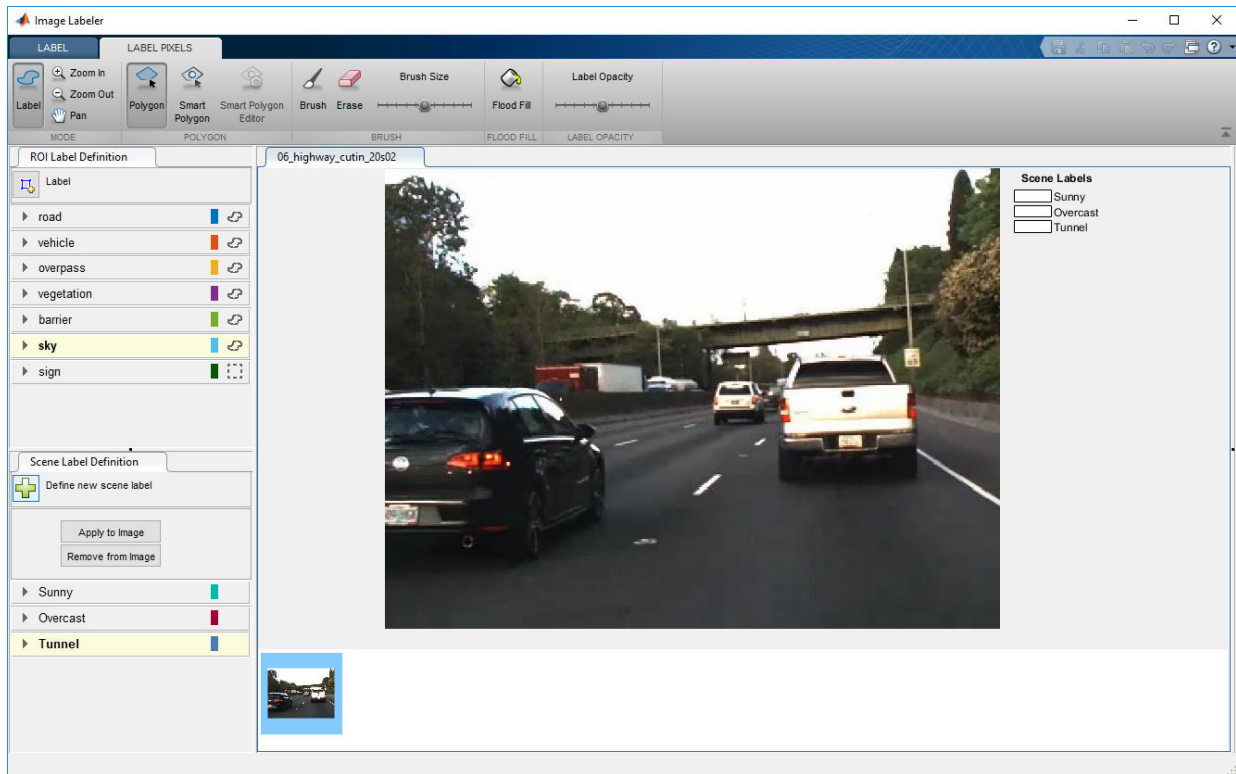 Image Labeler
LABEL
LABEL PIXELS
Label
Zoom In
Zoom Out
Pan
MODE
Polygon
Smart
Polygon
Smart Polygon
Editor
POLYGON
Brush
Erase
Brush Size
BRUSH
Flood Fill
FLOOD FILL
Label Opacity
LABEL OPACITY
ROI Label Definition
Label
road
vehicle
overpass
vegetation
barrier
sky
sign
Scene Label Definition
Define new scene label
Apply to Image
Remove from Image
Sunny
Overcast
Tunnel
06_highway_cutin_20s02
Scene Labels
Sunny
Overcast
Tunnel